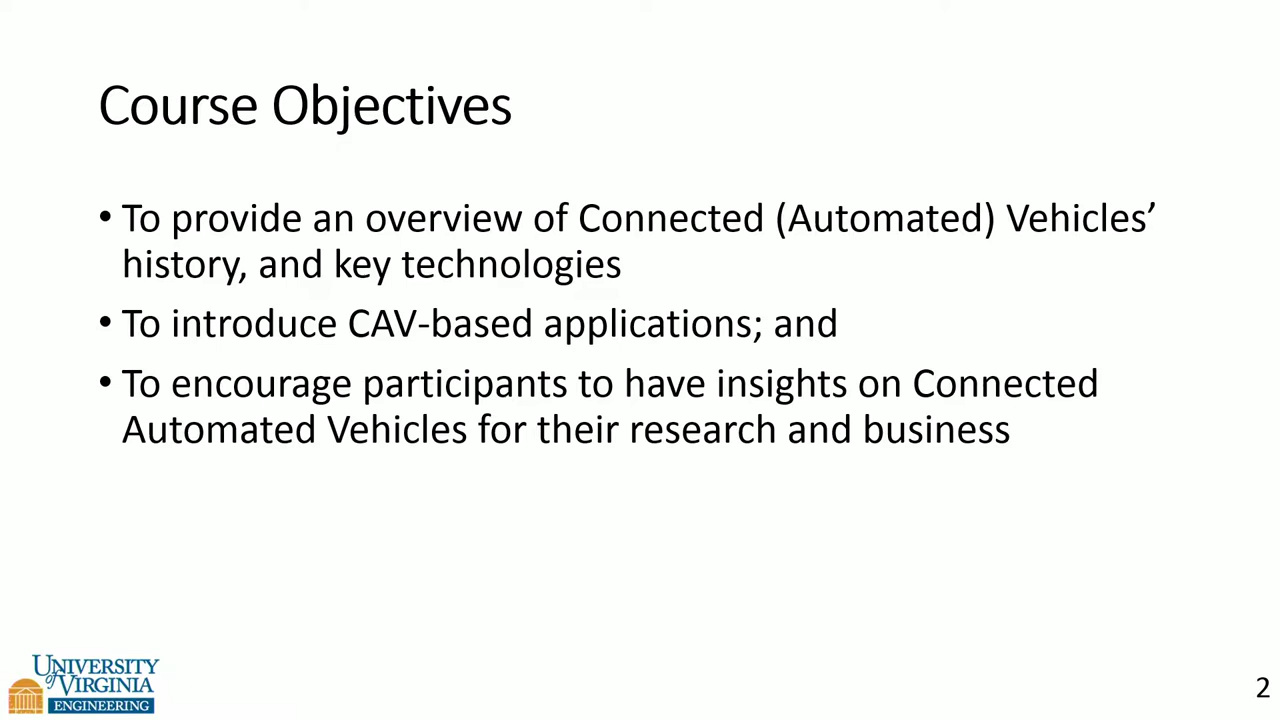 Course Objectives
• To provide an overview of Connected (Automated) Vehicles’
history, and key technologies
• To introduce CAV-based applications; and
• To encourage participants to have insights on Connected
Automated Vehicles for their research and business
UNIVERSITY
of VIRGINIA
ENGINEERING
2